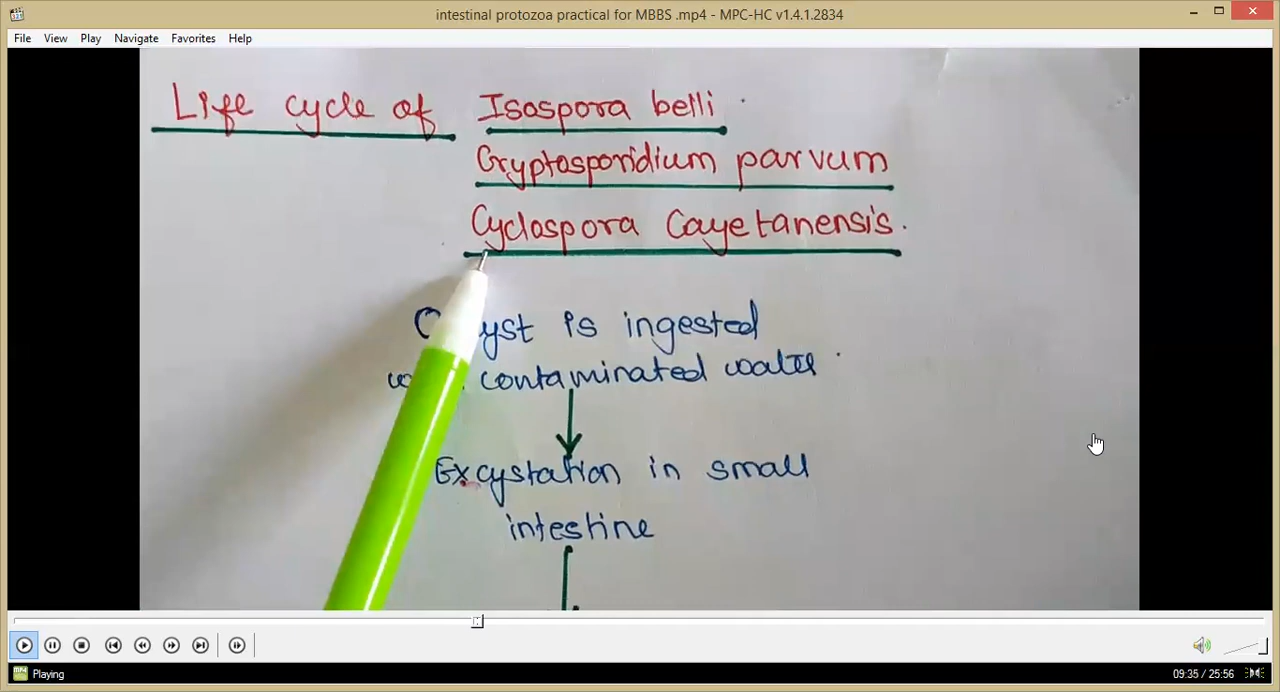 intestinal protozoa practical for MBBS .mp4 - MPC-HC v1.4.1.2834
File View Play Navigate Favorites Help
Life cycle of Isospora belli
Cryptosporidium parvum
Cyclospora Cayetanensis.
is ingested
contaminated water
Excystation in small
intestine
Playing
09:35 / 25:56